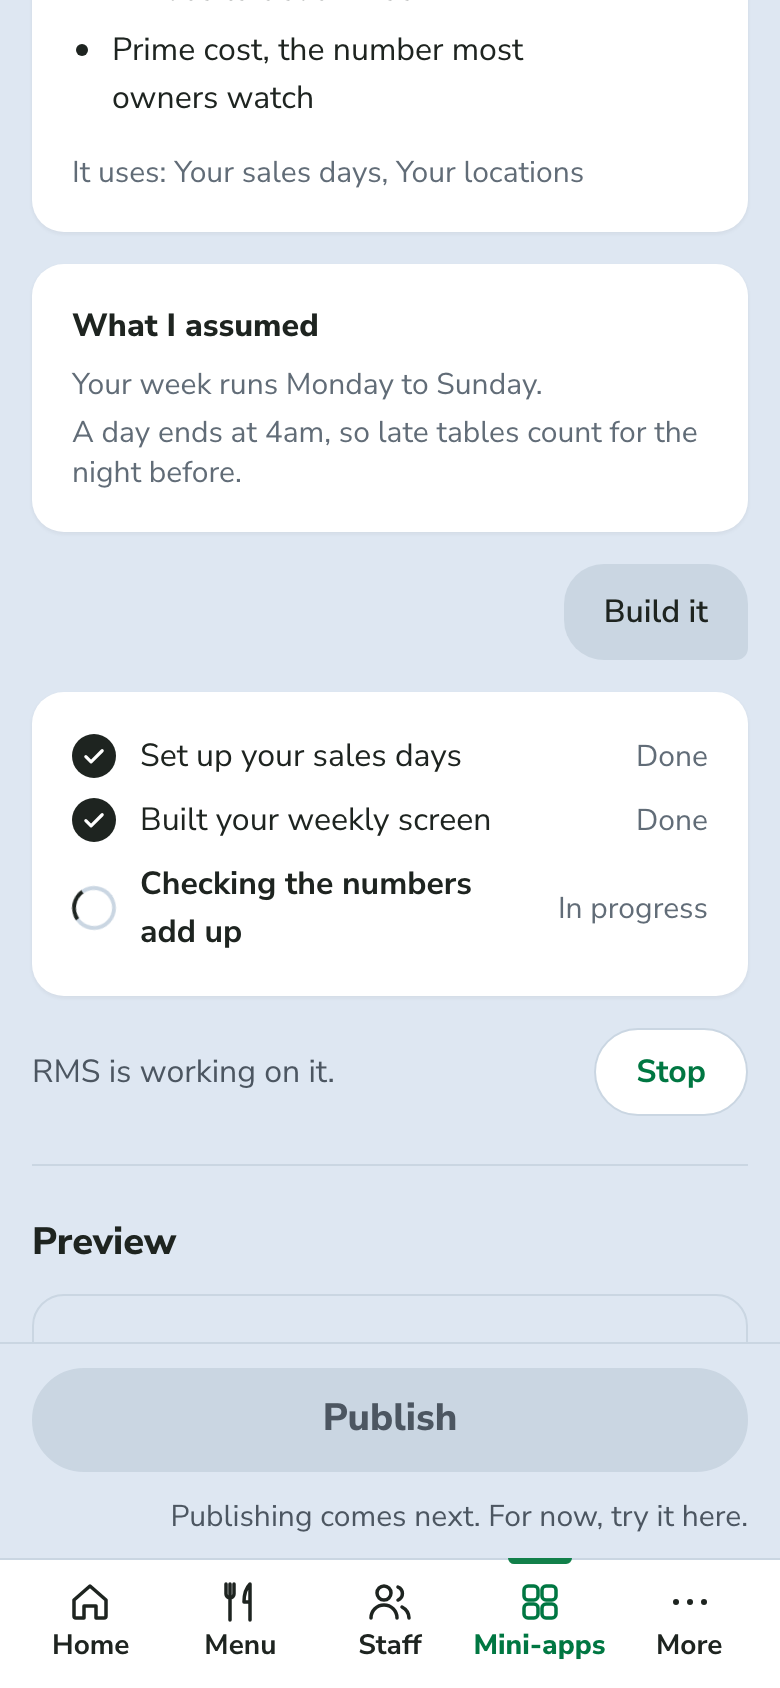 Prime cost, the number most
owners watch
It uses: Your sales days, Your locations
What I assumed
Your week runs Monday to Sunday.
A day ends at 4am, so late tables count for the
night before.
Build it
Set up your sales days
Done
Built your weekly screen
Done
Checking the numbers
add up
In progress
RMS is working on it.
Stop
Preview
Publish
Publishing comes next. For now, try it here.
Home
Menu
Staff
Mini-apps
More